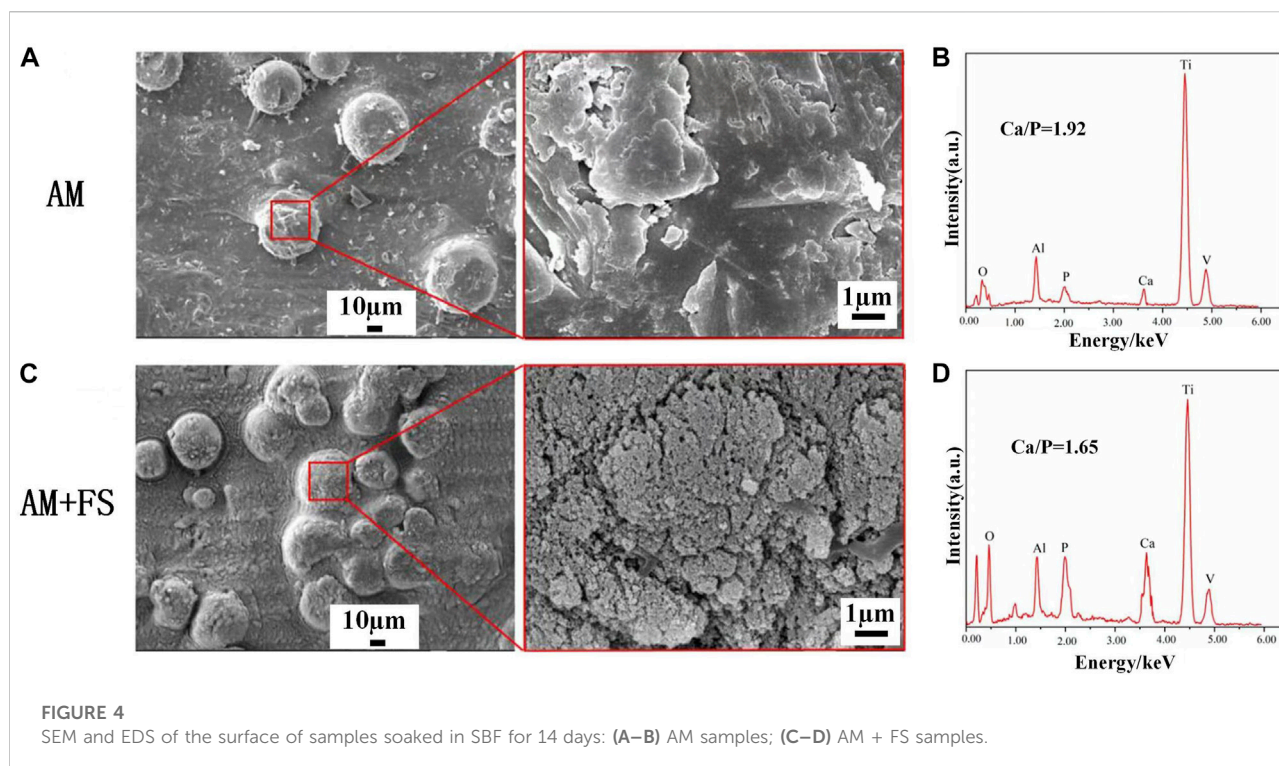 A
AM
10μm
1μm
B
Ca/P=1.92
Intensity(a.u.)
O
Al
P
Ca
Ti
V
0.00 1.00 2.00 3.00 4.00 5.00 6.00
Energy/keV
C
AM+FS
10μm
1μm
D
Ca/P=1.65
Intensity(a.u.)
O
Al
P
Ca
Ti
V
0.00 1.00 2.00 3.00 4.00 5.00 6.00
Energy/keV
FIGURE 4
SEM and EDS of the surface of samples soaked in SBF for 14 days: (A–B) AM samples; (C–D) AM + FS samples.